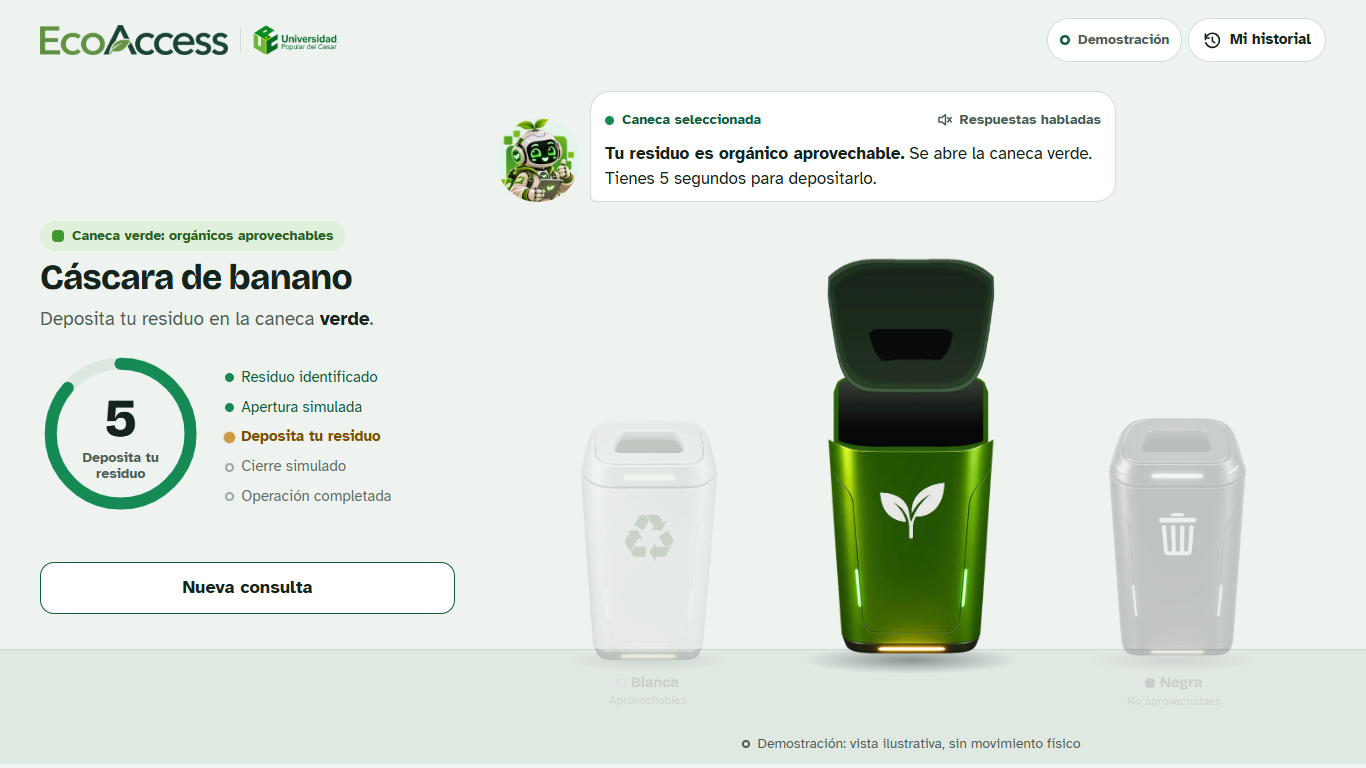 EcoAccess
UPC
Universidad
Popular del Cesar
Demostración
Mi historial
Caneca seleccionada
Respuestas habladas
Tu residuo es orgánico aprovechable. Se abre la caneca verde.
Tienes 5 segundos para depositarlo.
Caneca verde: orgánicos aprovechables
Cáscara de banano
Deposita tu residuo en la caneca verde.
5
Deposita tu
residuo
Residuo identificado
Apertura simulada
Deposita tu residuo
Cierre simulado
Operación completada
Nueva consulta
Blanca
Aprovechables
Negra
No aprovechables
Demostración: vista ilustrativa, sin movimiento físico